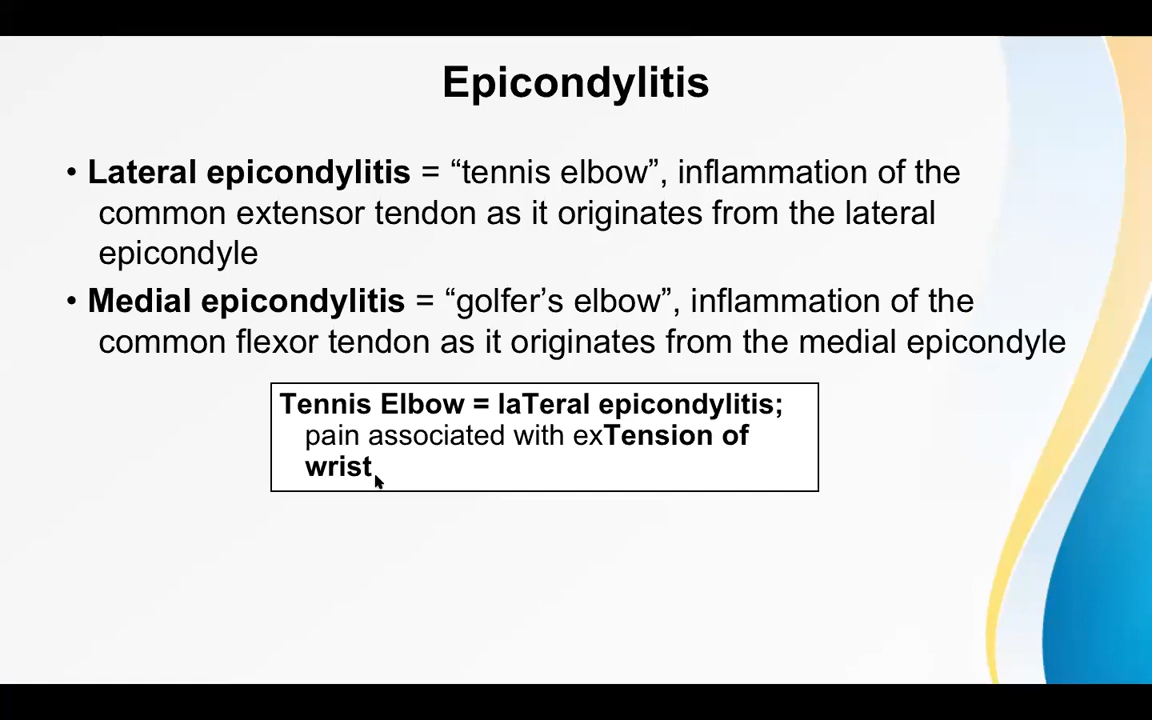 Epicondylitis
• Lateral epicondylitis = “tennis elbow”, inflammation of the
common extensor tendon as it originates from the lateral
epicondyle
• Medial epicondylitis = “golfer’s elbow”, inflammation of the
common flexor tendon as it originates from the medial epicondyle
Tennis Elbow = laTeral epicondylitis;
pain associated with exTension of
wrist